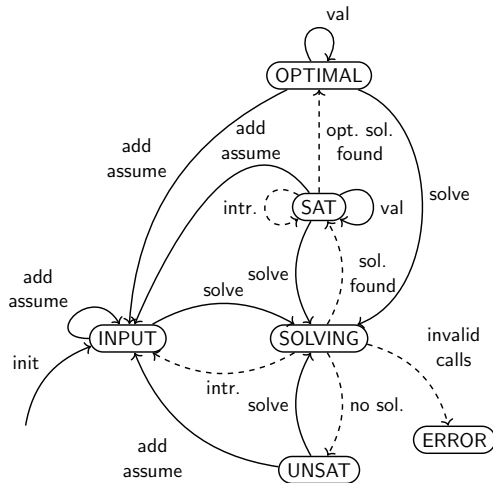 val
OPTIMAL
add
assume
add
assume
opt. sol.
found
intr.
SAT
val
solve
add
assume
solve
solve
sol.
found
init
INPUT
SOLVING
invalid
calls
intr.
solve
no sol.
ERROR
add
assume
UNSAT